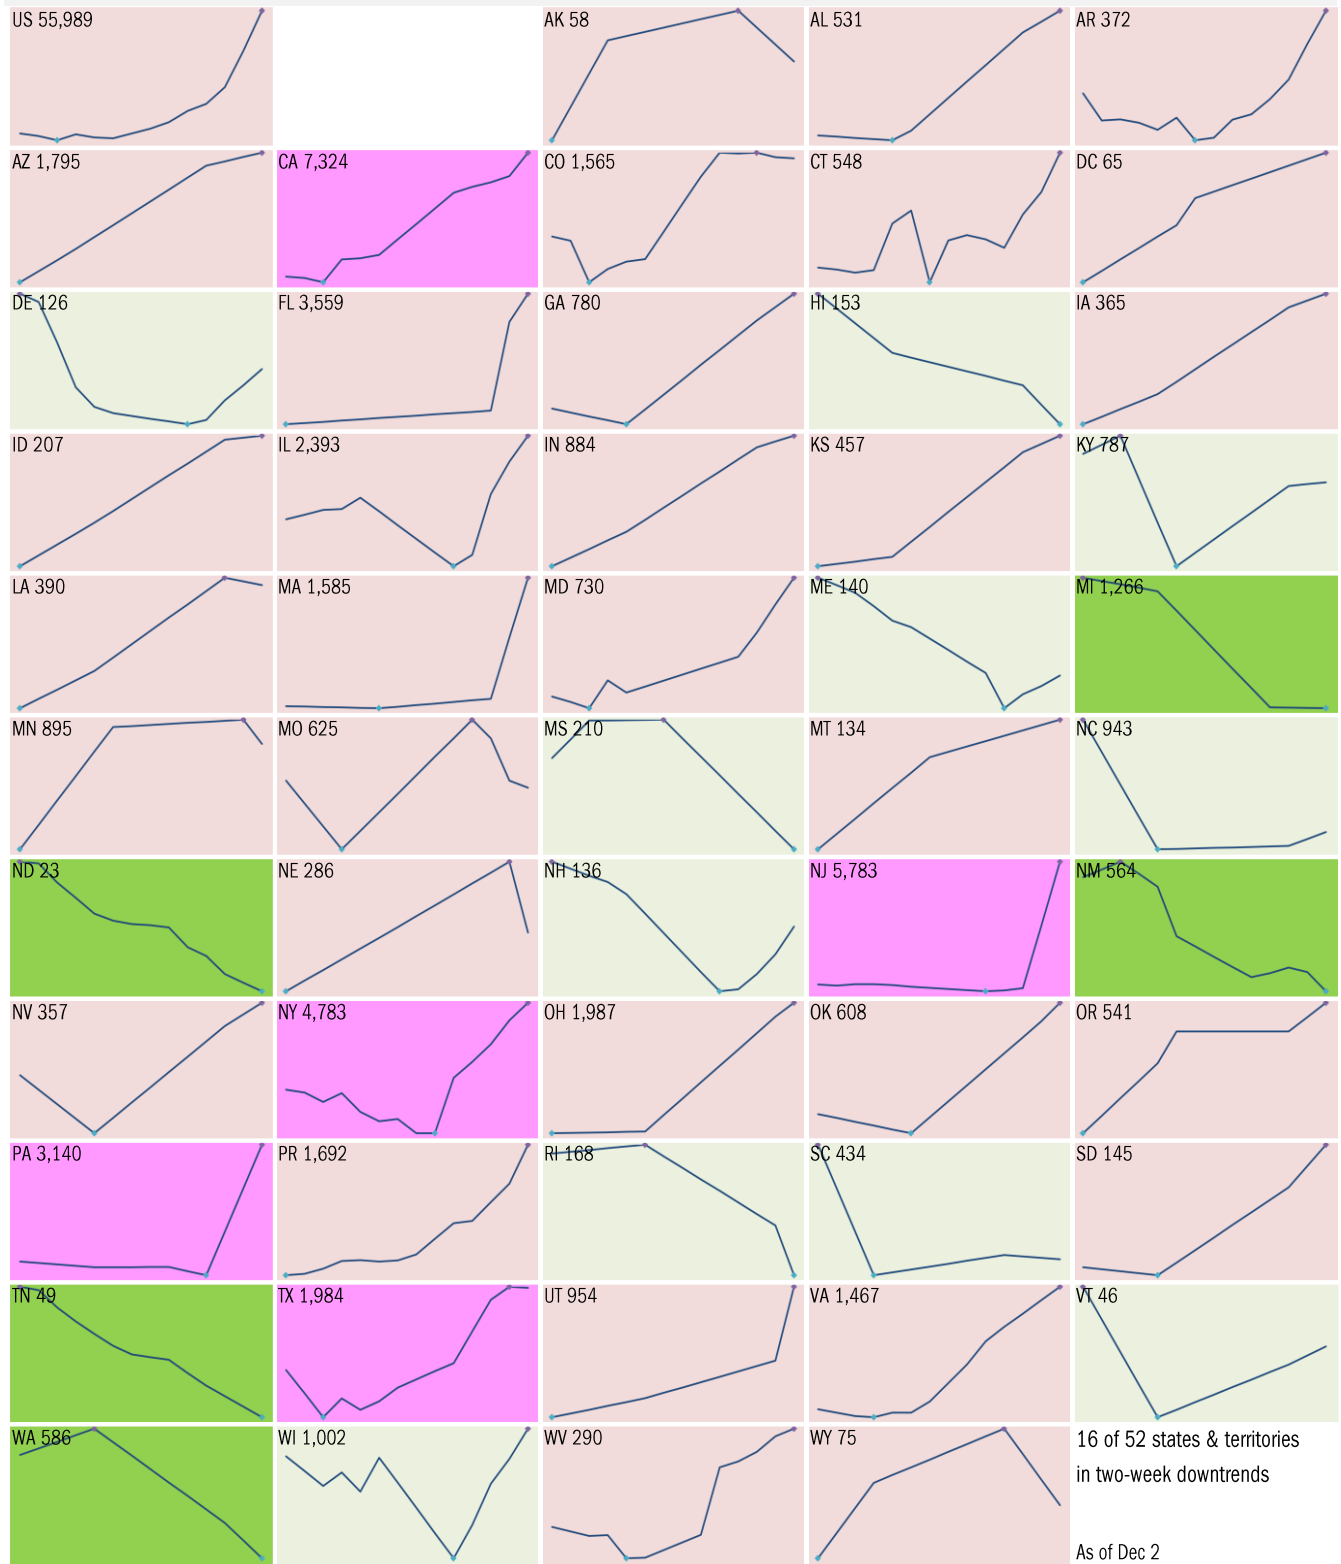 US 55,989
AK 58
AL 531
AR 372
AZ 1,795
CA 7,324
CO 1,565
CT 548
DC 65
DE 126
FL 3,559
GA 780
HI 153
IA 365
ID 207
IL 2,393
IN 884
KS 457
KY 787
LA 390
MA 1,585
MD 730
ME 140
MI 1,266
MN 895
MO 625
MS 210
MT 134
NC 943
ND 23
NE 286
NH 136
NJ 5,783
NM 564
NV 357
NY 4,783
OH 1,987
OK 608
OR 541
PA 3,140
PR 1,692
RI 168
SC 434
SD 145
TN 49
TX 1,984
UT 954
VA 1,467
VT 46
WA 586
WI 1,002
WV 290
WY 75
16 of 52 states & territories
in two-week downtrends
As of Dec 2